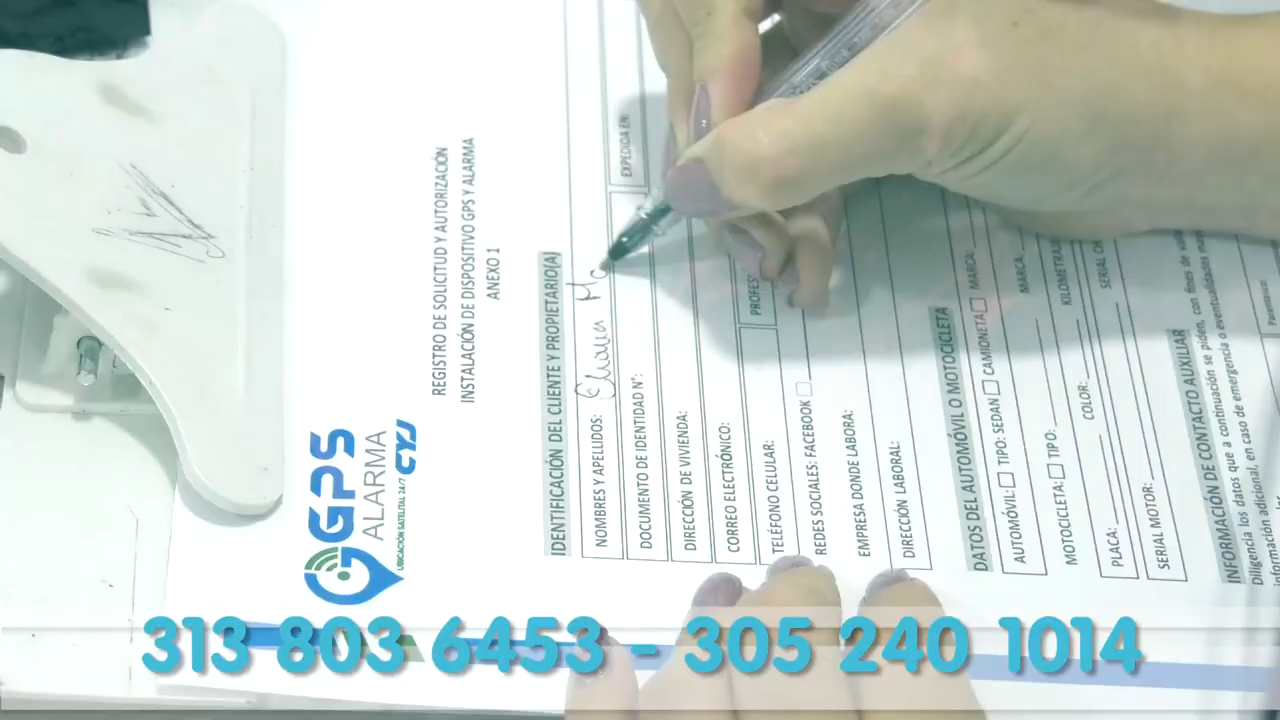 GPS
ALARMA
CYJ
UBICACIÓN SATELITAL 24/7
REGISTRO DE SOLICITUD Y AUTORIZACIÓN
INSTALACIÓN DE DISPOSITIVO GPS Y ALARMA
ANEXO 1
IDENTIFICACIÓN DEL CLIENTE Y PROPIETARIO(A)
NOMBRES Y APELLIDOS:
DOCUMENTO DE IDENTIDAD N°: EXPEDIDA EN:
DIRECCIÓN DE VIVIENDA:
CORREO ELECTRÓNICO:
TELÉFONO CELULAR:
REDES SOCIALES: FACEBOOK
EMPRESA DONDE LABORA:
DIRECCIÓN LABORAL:
DATOS DEL AUTOMÓVIL O MOTOCICLETA
AUTOMÓVIL: TIPO: SEDAN CAMIONETA MARCA:
MOTOCICLETA: TIPO: MARCA:
PLACA: COLOR:
SERIAL MOTOR:
INFORMACIÓN DE CONTACTO AUXILIAR
Diligencia los datos que a continuación se piden, con fines de
información adicional, en caso de emergencia o eventualidades
313 803 6453 - 305 240 1014